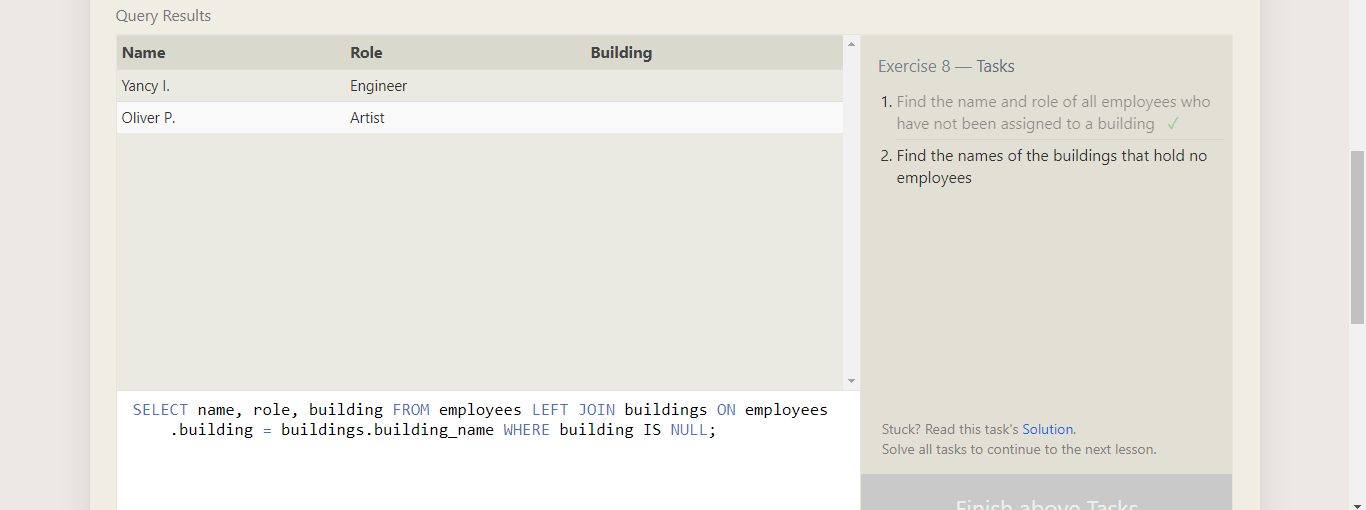 Query Results
Name Role Building
Yancy I. Engineer
Oliver P. Artist
SELECT name, role, building FROM employees LEFT JOIN buildings ON employees
.building = buildings.building_name WHERE building IS NULL;
Exercise 8 — Tasks
1. Find the name and role of all employees who
have not been assigned to a building ✓
2. Find the names of the buildings that hold no
employees
Stuck? Read this task's Solution.
Solve all tasks to continue to the next lesson.
Finish above Tasks